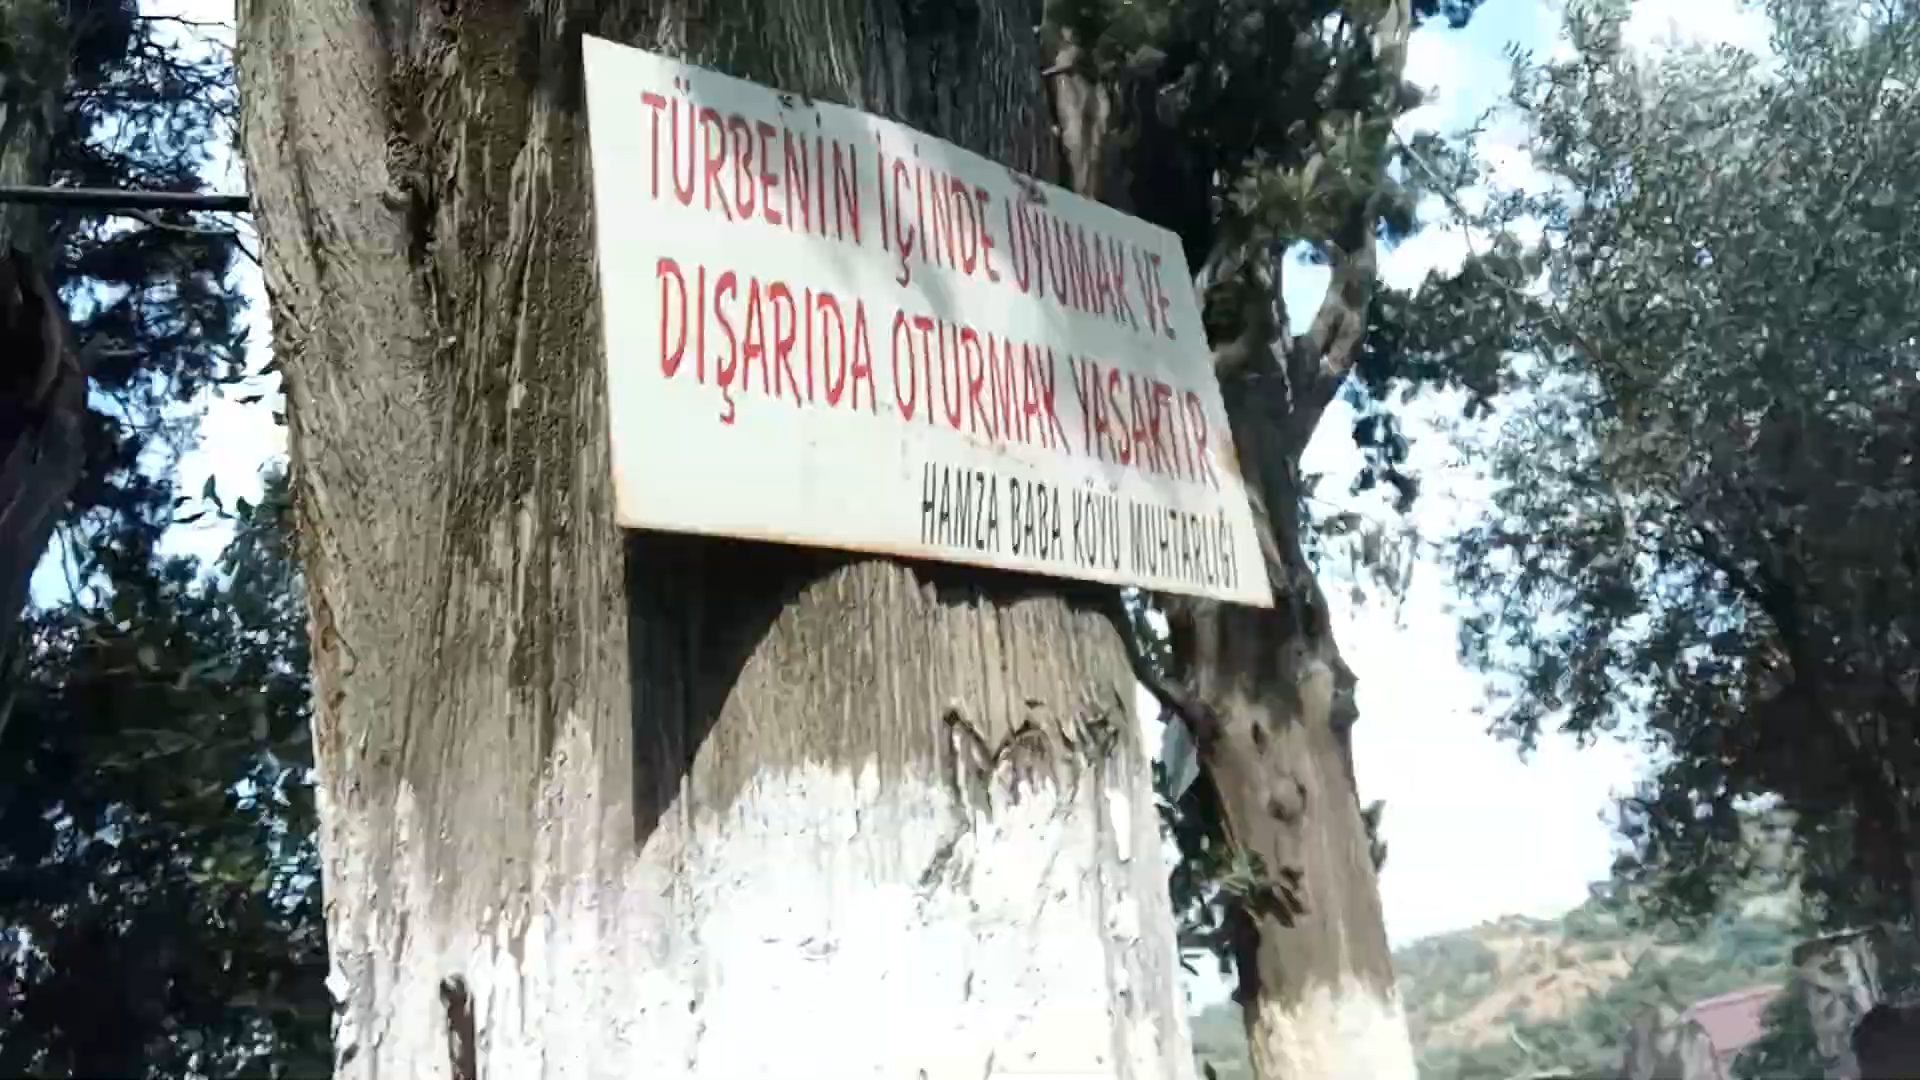 TÜRBENİN İÇİNDE UYUMAK VE
DIŞARIDA OTURMAK YASAKTIR
HAMZA BABA KÖYÜ MUHTARLIĞI